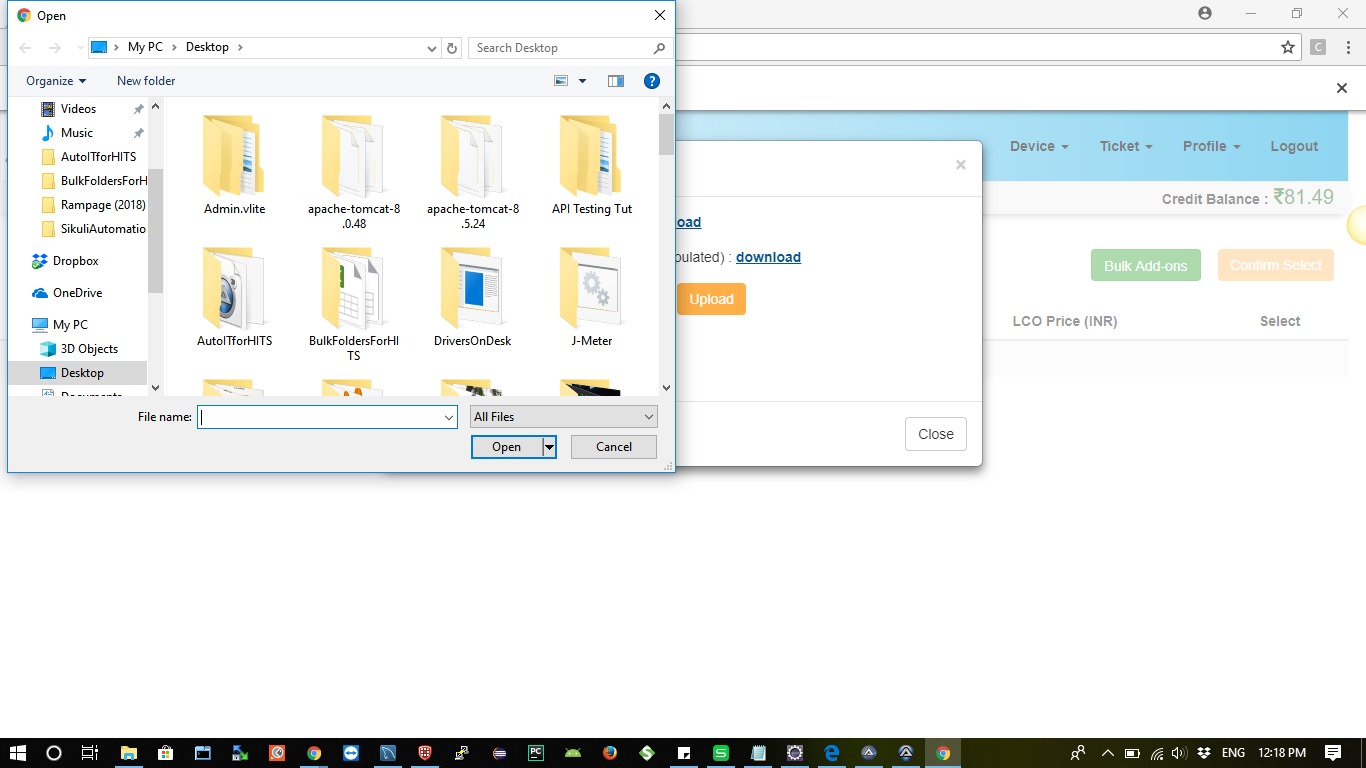 Open
My PC
Desktop
Search Desktop
Organize
New folder
Videos
Music
AutoITforHITS
BulkFoldersForH
Rampage (2018)
SikuliAutomatio
Dropbox
OneDrive
My PC
3D Objects
Desktop
Documents
Admin.vlite
apache-tomcat-8
.0.48
apache-tomcat-8
.5.24
API Testing Tut
AutoITforHITS
BulkFoldersForHI
TS
DriversOnDesk
J-Meter
File name:
All Files
Open
Cancel
Device
Ticket
Profile
Logout
Credit Balance : ₹81.49
oad
pulated) : download
Upload
Bulk Add-ons
Confirm Select
LCO Price (INR)
Select
Close
ENG
12:18 PM